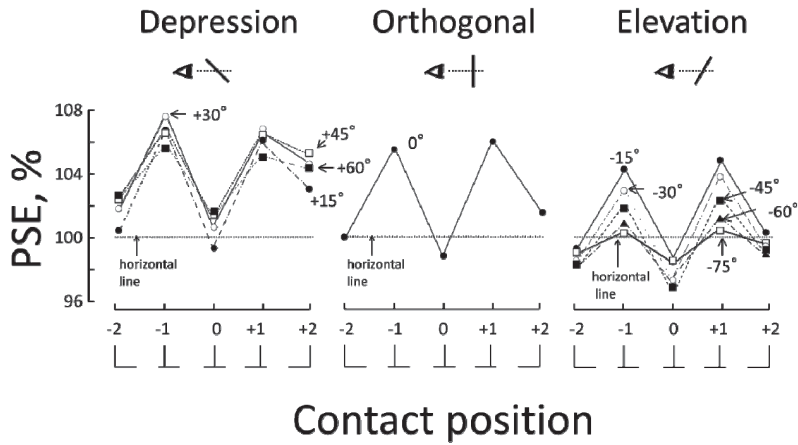 Depression Orthogonal Elevation
108
104
100
96
PSE, %
+30°
+45°
+60°
+15°
horizontal
line
0°
horizontal
line
-15°
-30°
-45°
-60°
-75°
horizontal
line
-2 -1 0 +1 +2 -2 -1 0 +1 +2 -2 -1 0 +1 +2
Contact position